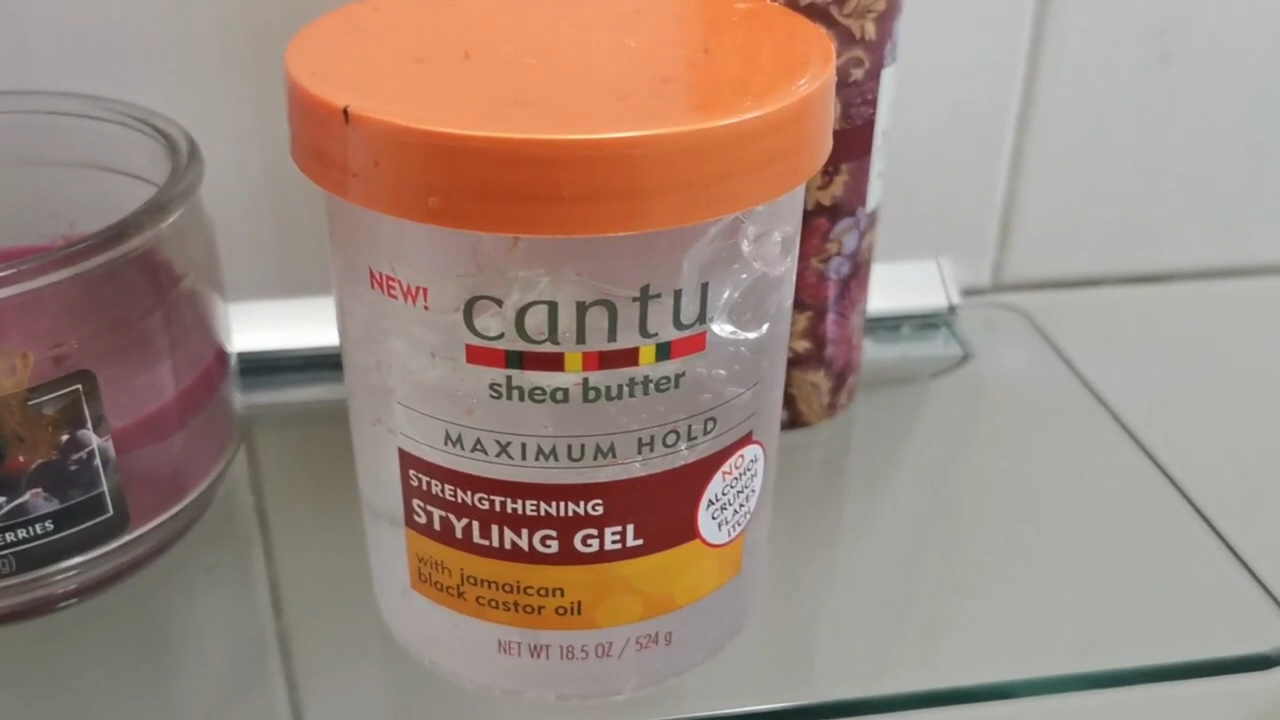 NEW!
cantu
shea butter
MAXIMUM HOLD
STRENGTHENING
STYLING GEL
NO
ALCOHOL
CRUNCH
FLAKES
ITCH
with jamaican
black castor oil
NET WT 18.5 OZ / 524 g
ERRIES
g)